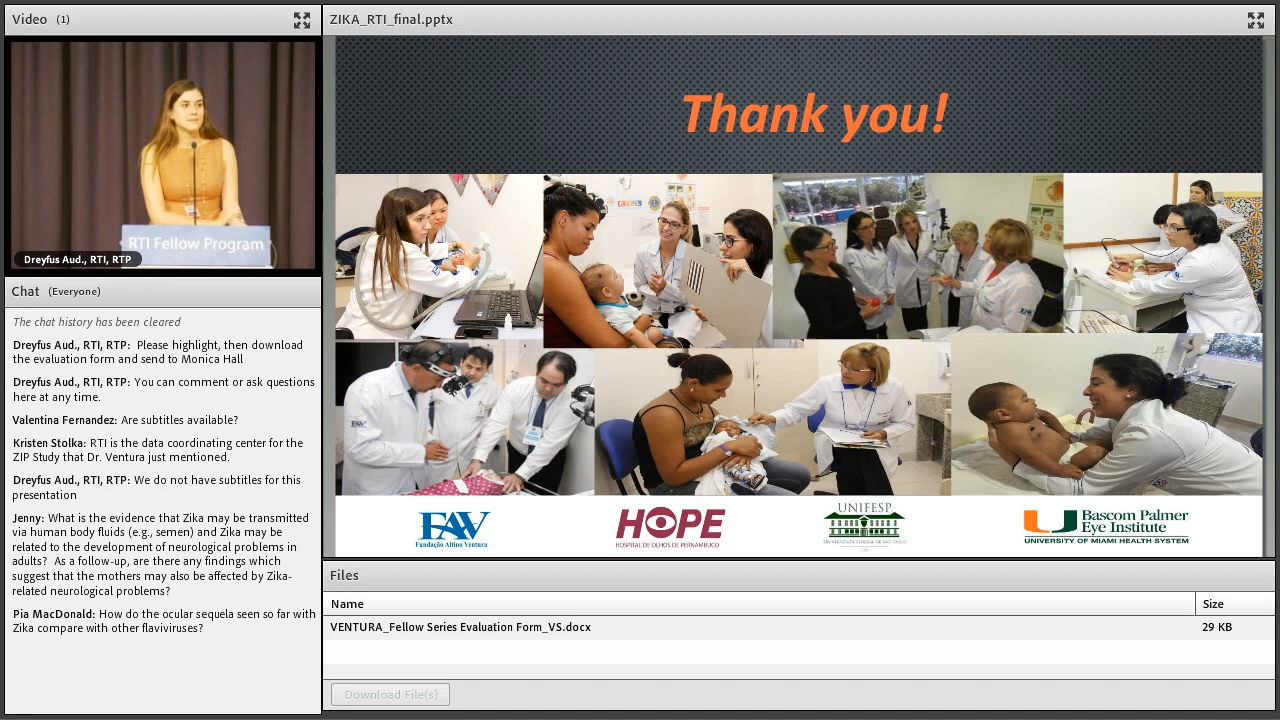 Video (1)
RTI Fellow Program
Dreyfus Aud., RTI, RTP
Chat (Everyone)
The chat history has been cleared
Dreyfus Aud., RTI, RTP: Please highlight, then download
the evaluation form and send to Monica Hall
Dreyfus Aud., RTI, RTP: You can comment or ask questions
here at any time.
Valentina Fernandez: Are subtitles available?
Kristen Stolka: RTI is the data coordinating center for the
ZIP Study that Dr. Ventura just mentioned.
Dreyfus Aud., RTI, RTP: We do not have subtitles for this
presentation
Jenny: What is the evidence that Zika may be transmitted
via human body fluids (e.g., semen) and Zika may be
related to the development of neurological problems in
adults? As a follow-up, are there any findings which
suggest that the mothers may also be affected by Zika-
related neurological problems?
Pia MacDonald: How do the ocular sequela seen so far with
Zika compare with other flaviviruses?
ZIKA_RTI_final.pptx
Thank you!
FAV
Fundação Altino Ventura
HOPE
HOSPITAL DE OLHOS DE PERNAMBUCO
UNIFESP
UNIVERSIDADE FEDERAL DE SÃO PAULO
Bascom Palmer
Eye Institute
UNIVERSITY OF MIAMI HEALTH SYSTEM
Files
Name Size
VENTURA_Fellow Series Evaluation Form_VS.docx 29 KB
Download File(s)